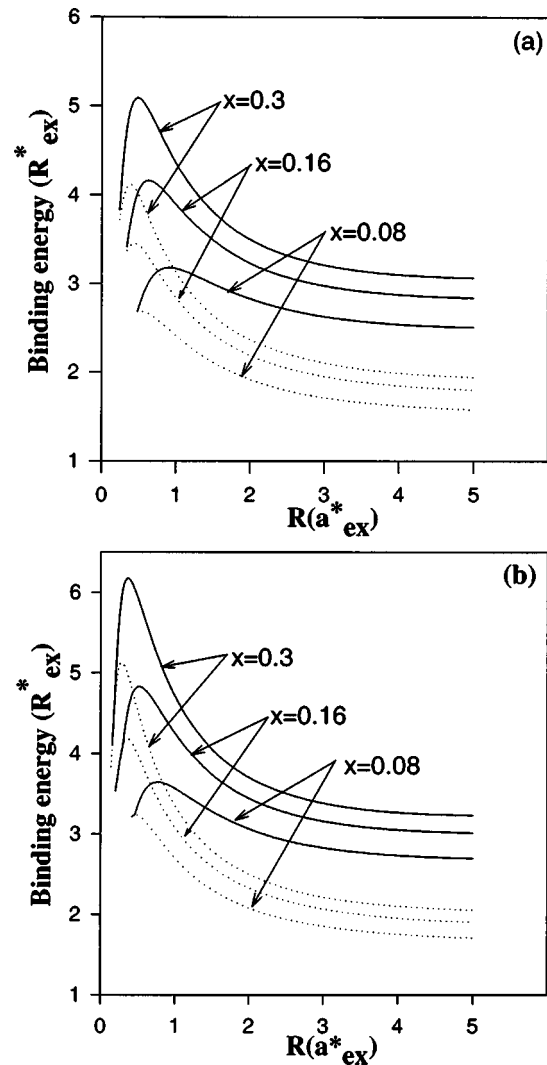 (a)
6
5
4
3
2
1
Binding energy (R*ex)
x=0.3
x=0.16
x=0.08
0 1 2 3 4 5
R(a*ex)
(b)
6
5
4
3
2
1
Binding energy (R*ex)
x=0.3
x=0.16
x=0.08
0 1 2 3 4 5
R(a*ex)